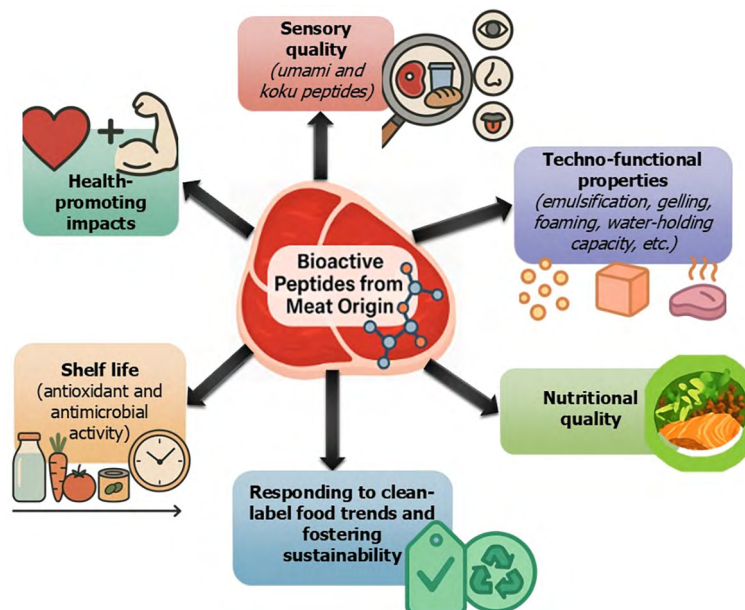 Sensory
quality
(umami and
koku peptides)
Health-
promoting
impacts
Techno-functional
properties
(emulsification, gelling,
foaming, water-holding
capacity, etc.)
Bioactive
Peptides from
Meat Origin
Shelf life
(antioxidant and
antimicrobial
activity)
Nutritional
quality
Responding to clean-
label food trends and
fostering
sustainability